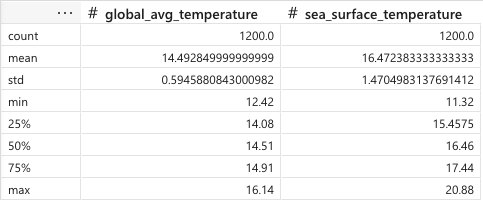 ··· # global_avg_temperature # sea_surface_temperature
count 1200.0 1200.0
mean 14.492849999999999 16.472383333333333
std 0.5945880843000982 1.4704983137691412
min 12.42 11.32
25% 14.08 15.4575
50% 14.51 16.46
75% 14.91 17.44
max 16.14 20.88